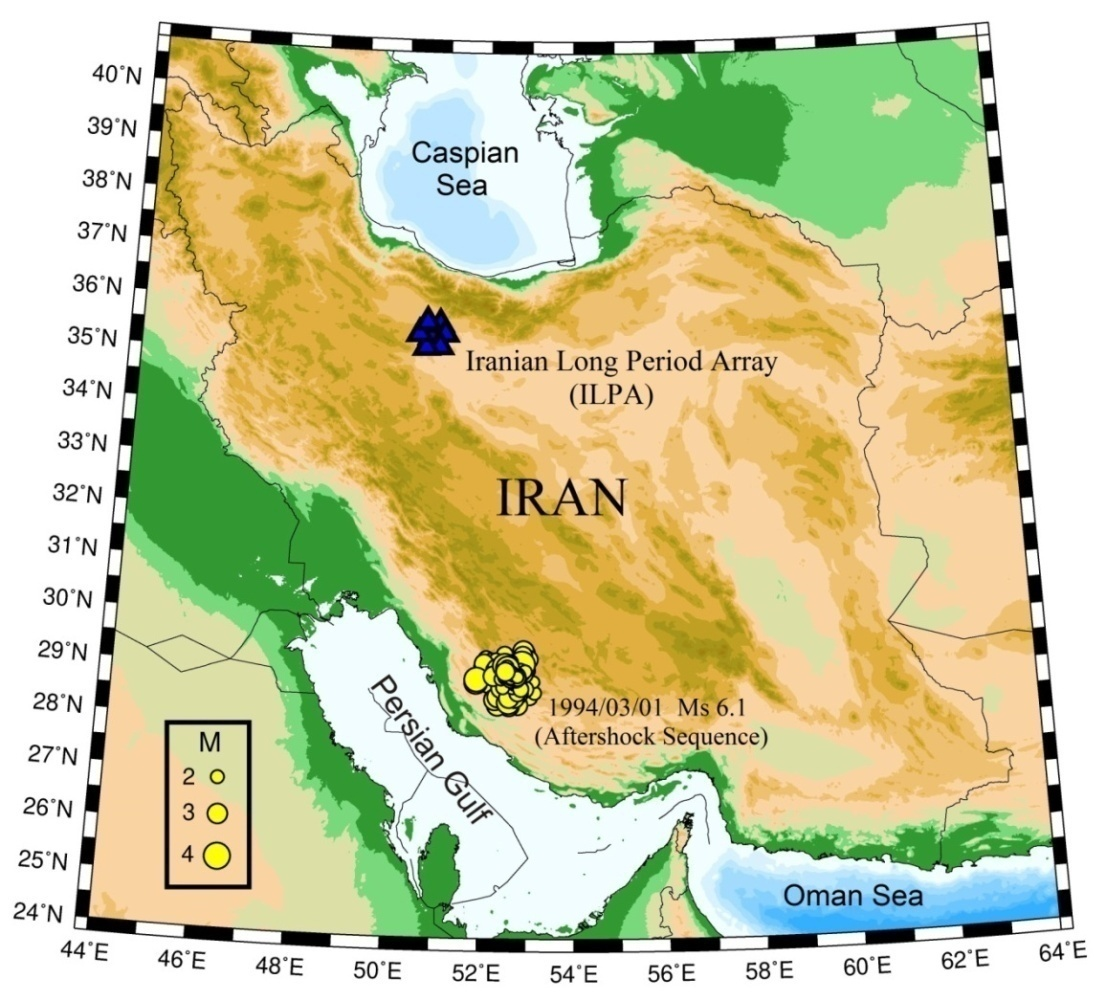 40°N
39°N
38°N
37°N
36°N
35°N
34°N
33°N
32°N
31°N
30°N
29°N
28°N
27°N
26°N
25°N
24°N
Caspian
Sea
Iranian Long Period Array
(ILPA)
IRAN
1994/03/01 Ms 6.1
(Aftershock Sequence)
Persian Gulf
Oman Sea
M
2
3
4
44°E
46°E
48°E
50°E
52°E
54°E
56°E
58°E
60°E
62°E
64°E